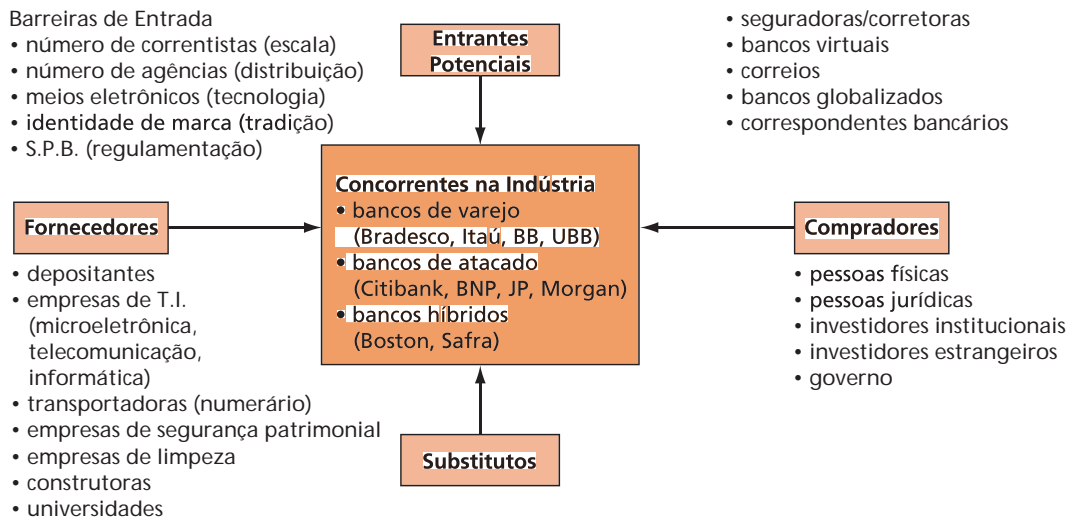 Barreiras de Entrada
• número de correntistas (escala)
• número de agências (distribuição)
• meios eletrônicos (tecnologia)
• identidade de marca (tradição)
• S.P.B. (regulamentação)
Entrantes
Potenciais
• seguradoras/corretoras
• bancos virtuais
• correios
• bancos globalizados
• correspondentes bancários
Concorrentes na Indústria
• bancos de varejo
(Bradesco, Itaú, BB, UBB)
• bancos de atacado
(Citibank, BNP, JP, Morgan)
• bancos híbridos
(Boston, Safra)
Fornecedores
• depositantes
• empresas de T.I.
(microeletrônica,
telecomunicação,
informática)
• transportadoras (numerário)
• empresas de segurança patrimonial
• empresas de limpeza
• construtoras
• universidades
Compradores
• pessoas físicas
• pessoas jurídicas
• investidores institucionais
• investidores estrangeiros
• governo
Substitutos